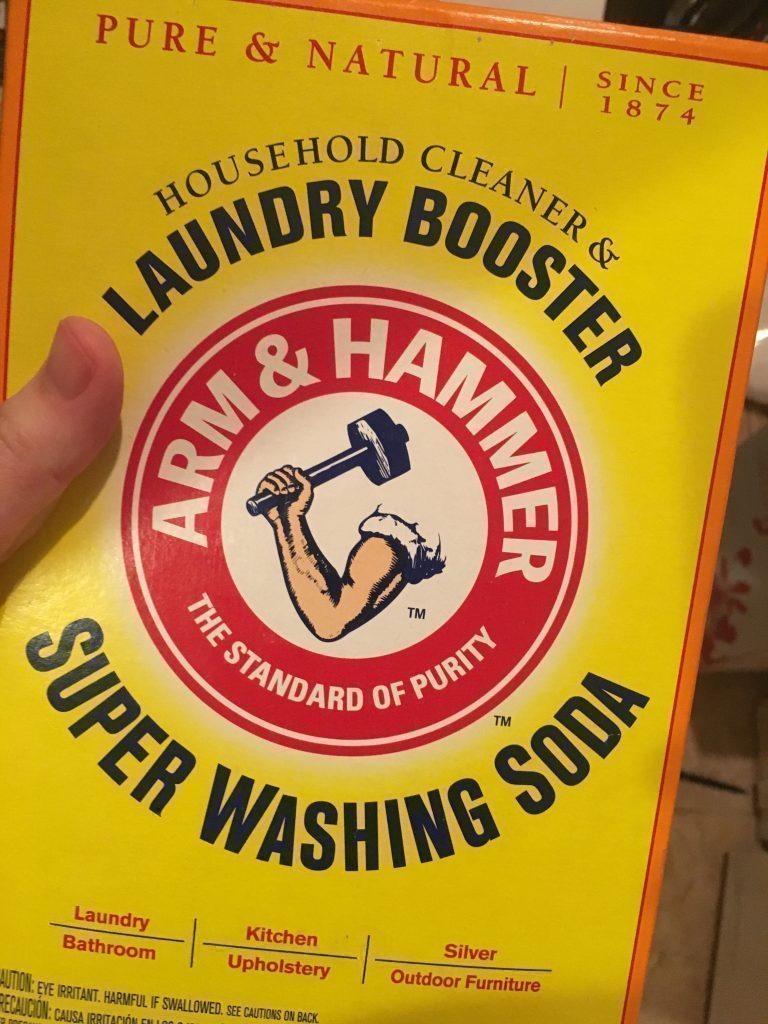 PURE & NATURAL | SINCE
1874
HOUSEHOLD CLEANER &
LAUNDRY BOOSTER
ARM & HAMMER
TM
THE STANDARD OF PURITY
TM
SUPER WASHING SODA
Laundry
Bathroom
Kitchen
Upholstery
Silver
Outdoor Furniture
AUTION: EYE IRRITANT. HARMFUL IF SWALLOWED. SEE CAUTIONS ON BACK.
RECAUCIÓN: CAUSA IRRITACIÓN EN LOS